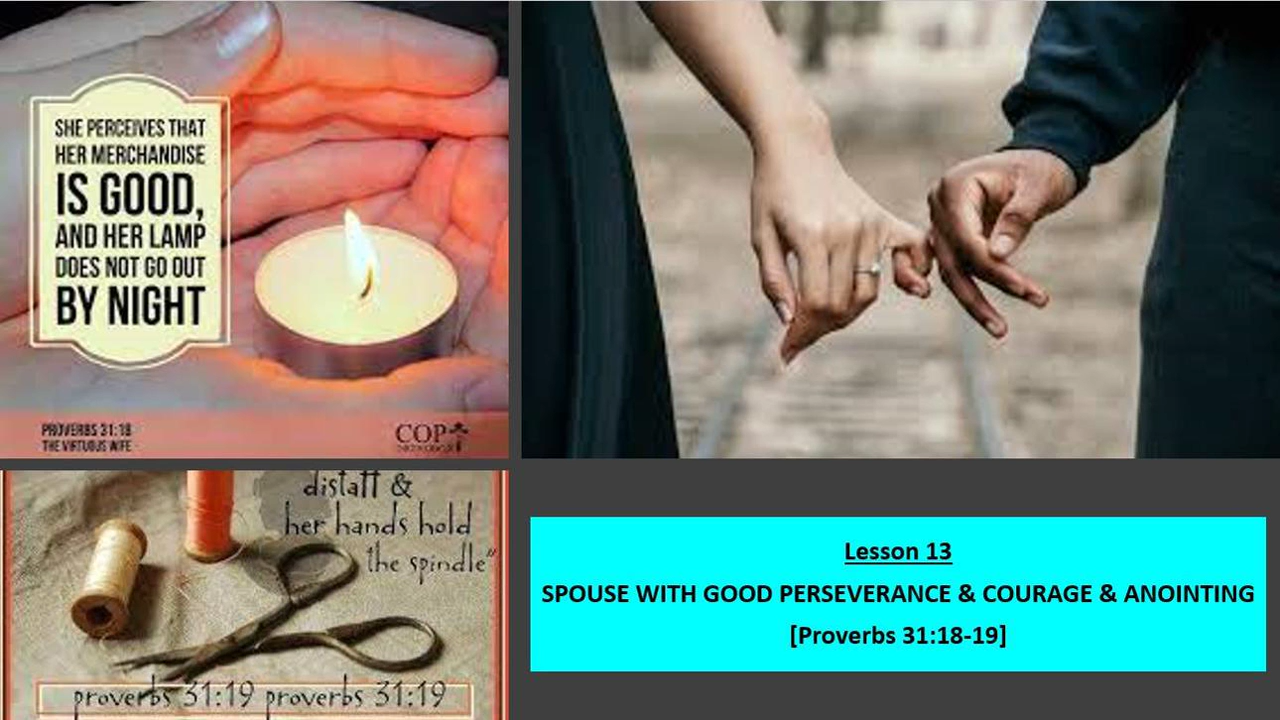 SHE PERCEIVES THAT
HER MERCHANDISE
IS GOOD,
AND HER LAMP
DOES NOT GO OUT
BY NIGHT
PROVERBS 31:18
THE VIRTUOUS WIFE
COP
distaff &
her hands hold
the spindle"
proverbs 31:19 proverbs 31:19
Lesson 13
SPOUSE WITH GOOD PERSEVERANCE & COURAGE & ANOINTING
[Proverbs 31:18-19]